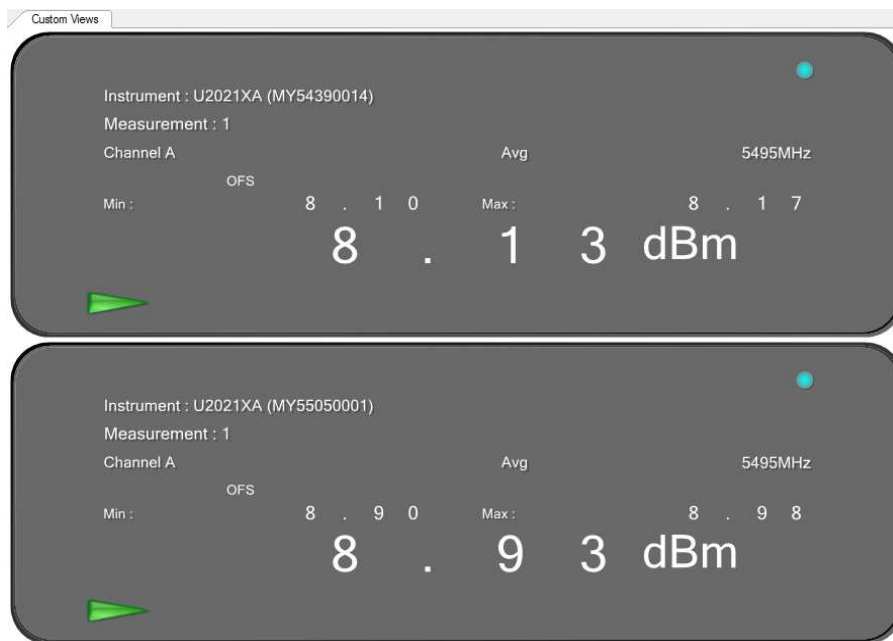 Custom Views
Instrument : U2021XA (MY54390014)
Measurement : 1
Channel A Avg 5495MHz
OFS
Min : 8 . 1 0 Max : 8 . 1 7
8 . 1 3 dBm
Instrument : U2021XA (MY55050001)
Measurement : 1
Channel A Avg 5495MHz
OFS
Min : 8 . 9 0 Max : 8 . 9 8
8 . 9 3 dBm